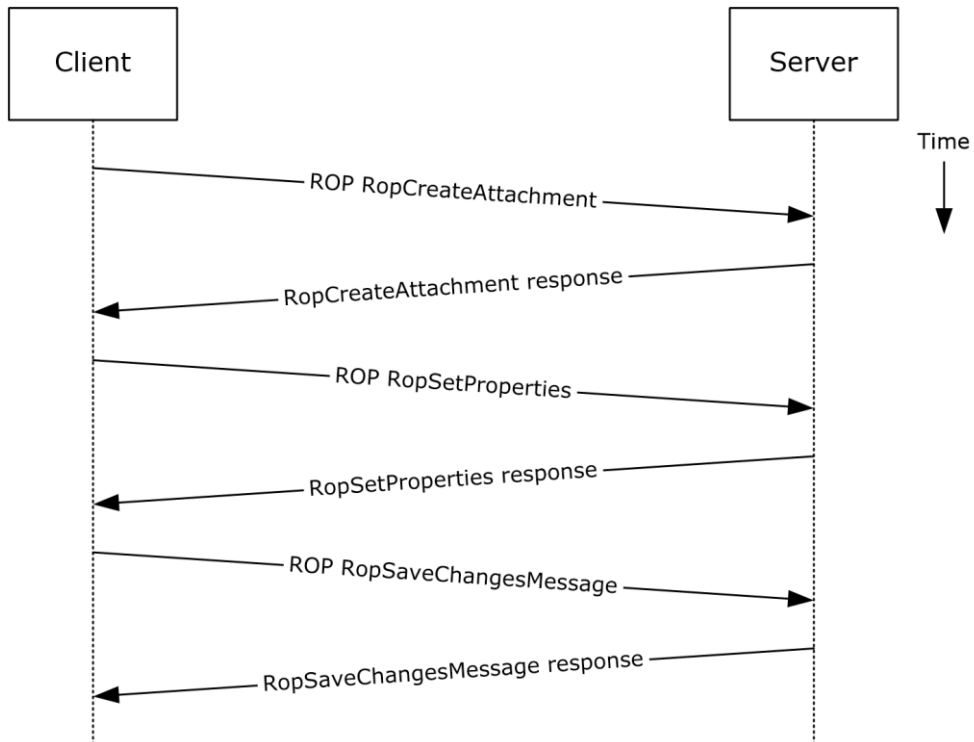 Client
Server
Time
ROP RopCreateAttachment
RopCreateAttachment response
ROP RopSetProperties
RopSetProperties response
ROP RopSaveChangesMessage
RopSaveChangesMessage response